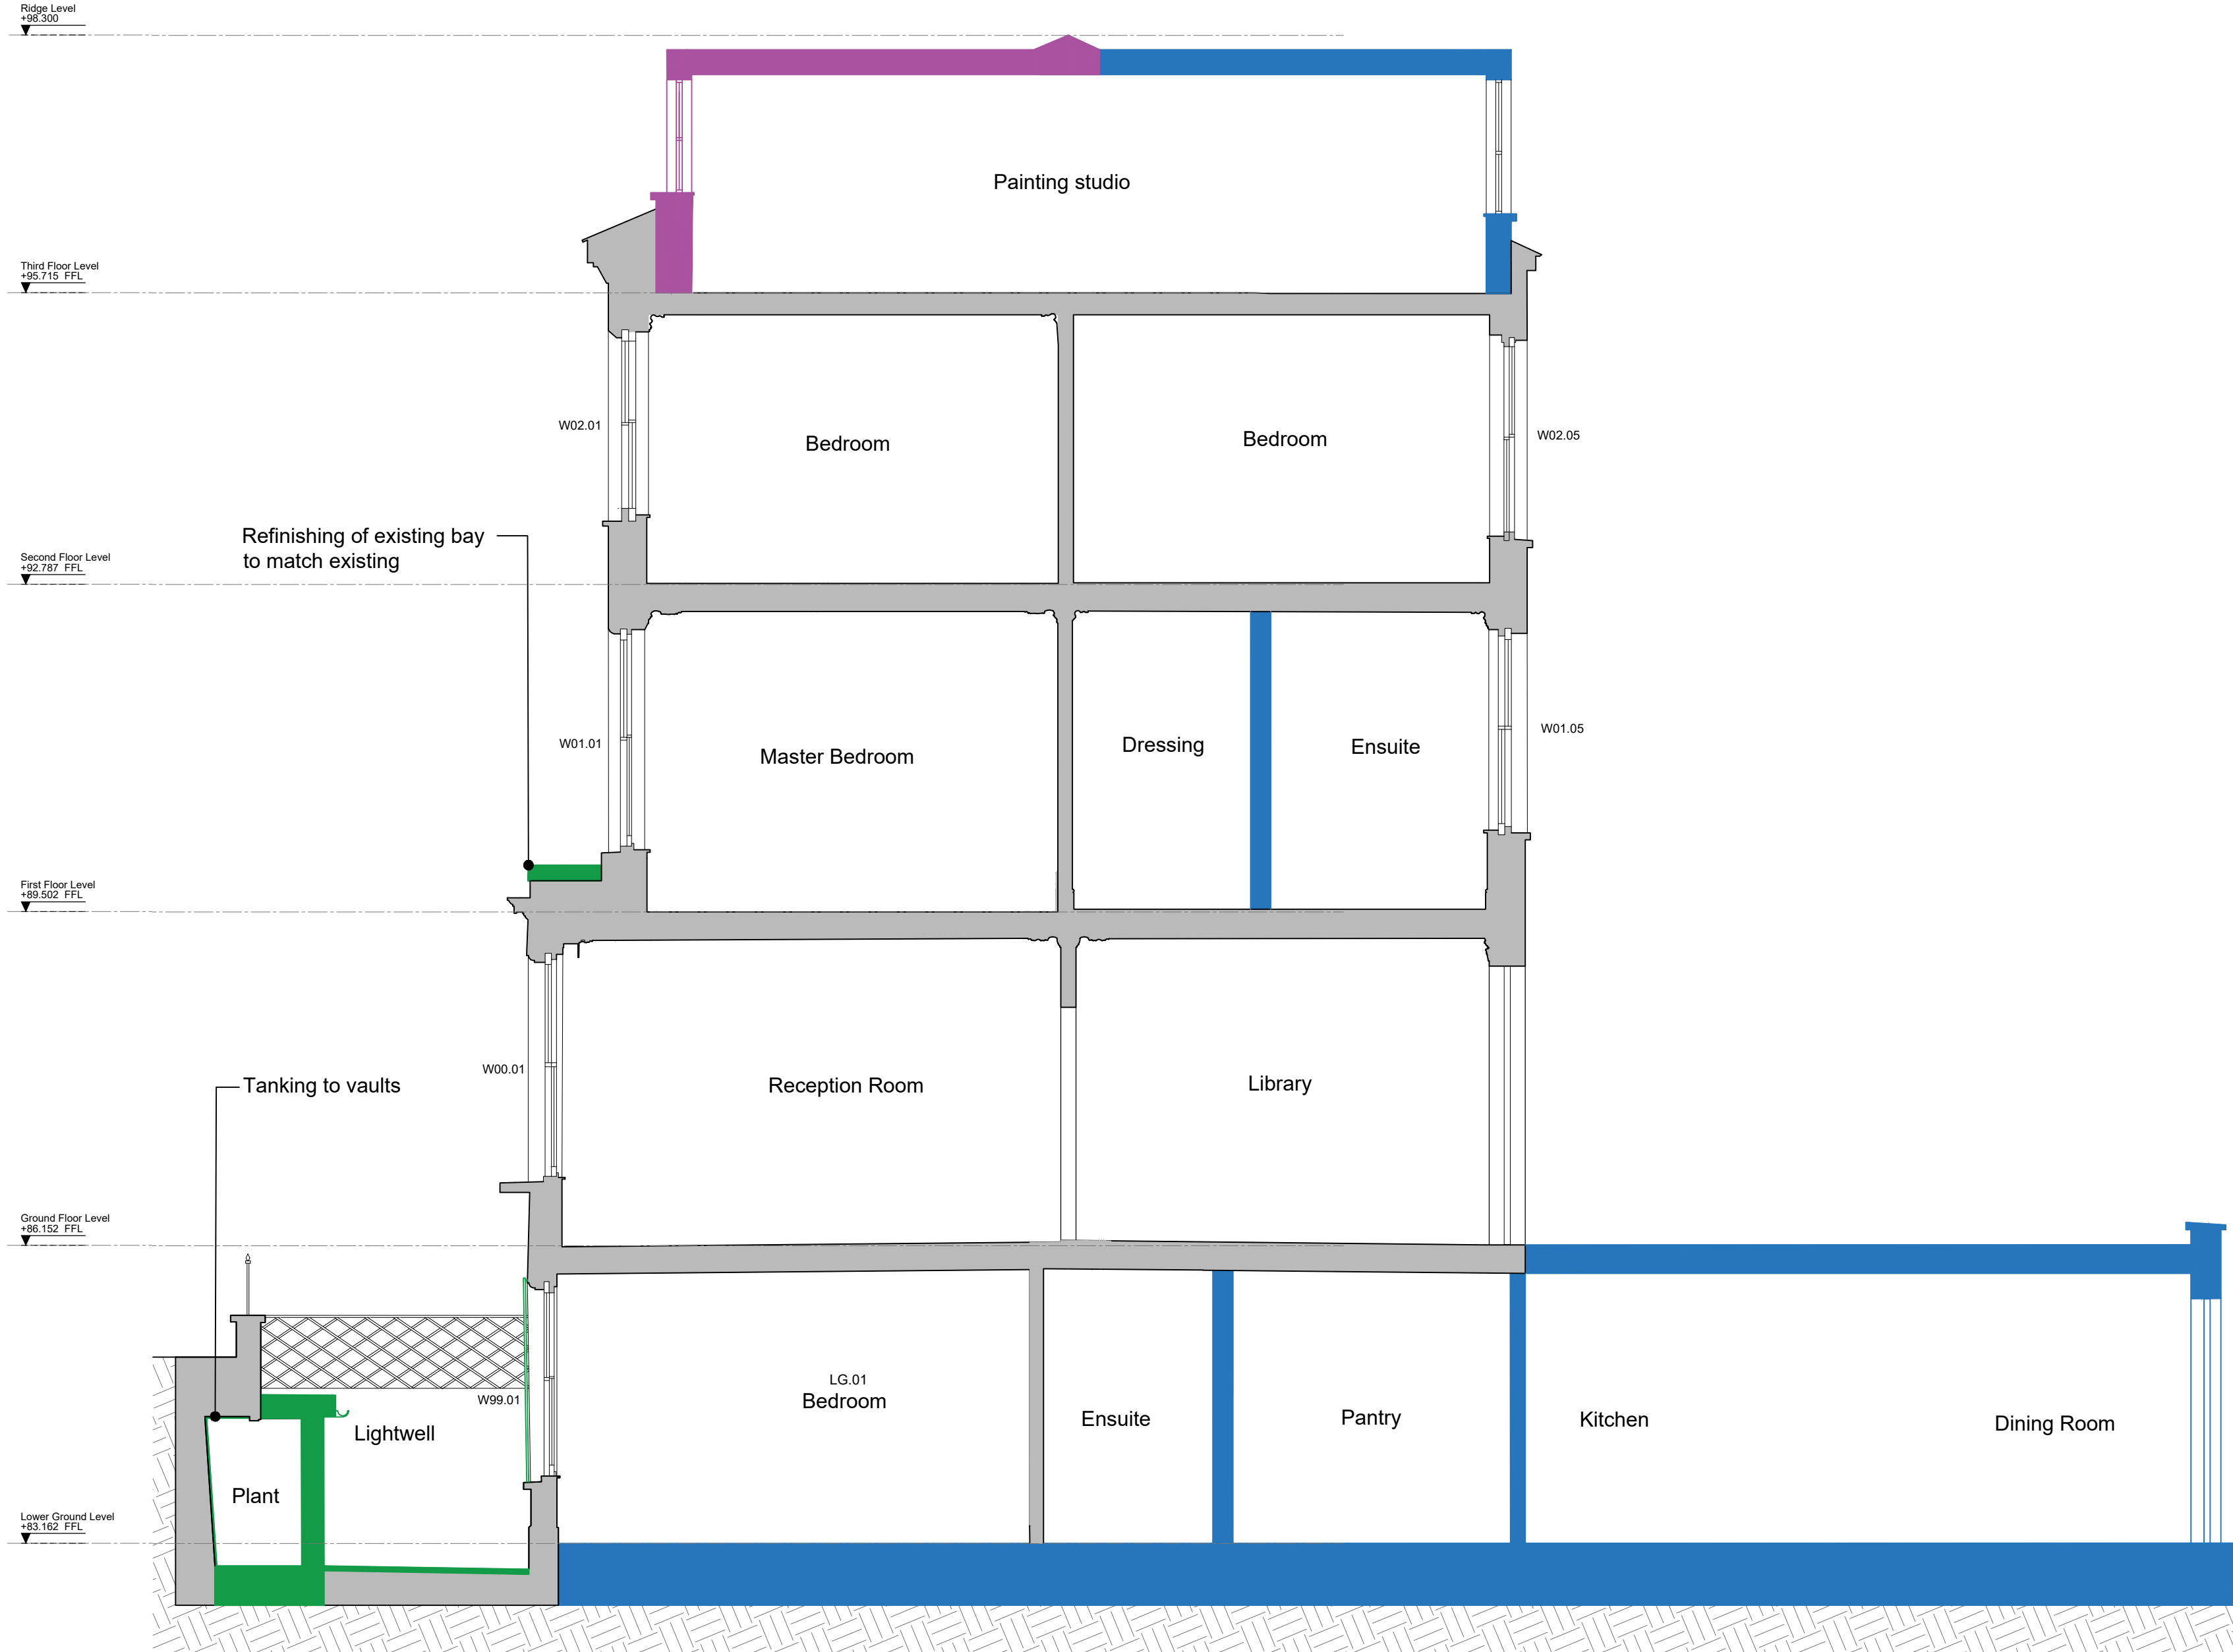 Ridge Level
+98.300
Painting studio
Third Floor Level
+95.715  FFL
W02.01
Bedroom
Bedroom
W02.05
Refinishing of existing bay
to match existing
Second Floor Level
+92.787  FFL
W01.01
Master Bedroom
Dressing
Ensuite
W01.05
First Floor Level
+89.502  FFL
W00.01
Tanking to vaults
Reception Room
Library
Ground Floor Level
+86.152  FFL
W99.01
Lightwell
LG.01
Bedroom
Ensuite
Pantry
Kitchen
Dining Room
Plant
Lower Ground Level
+83.162  FFL